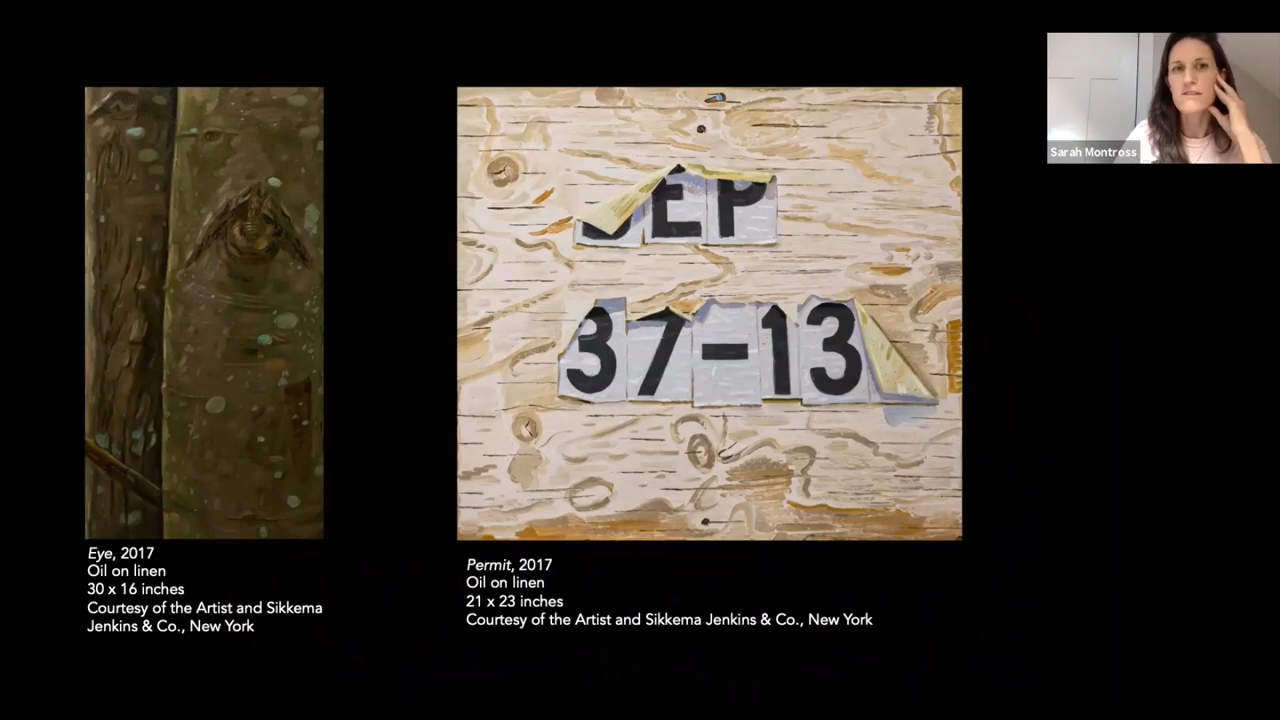 Sarah Montross
SEP
37-13
Eye, 2017
Oil on linen
30 x 16 inches
Courtesy of the Artist and Sikkema
Jenkins & Co., New York
Permit, 2017
Oil on linen
21 x 23 inches
Courtesy of the Artist and Sikkema Jenkins & Co., New York